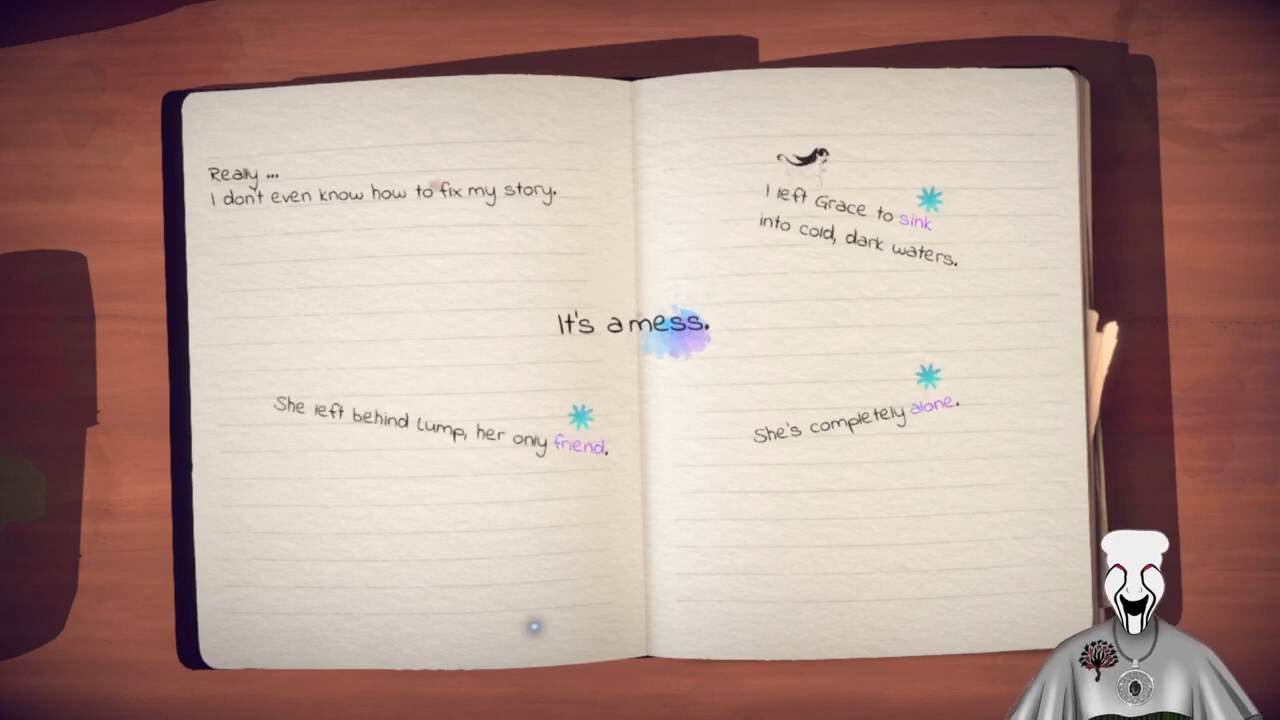 Really ...
I don't even know how to fix my story.
I left Grace to sink
into cold, dark waters.
It's a mess.
She left behind Lump, her only friend.
She's completely alone.